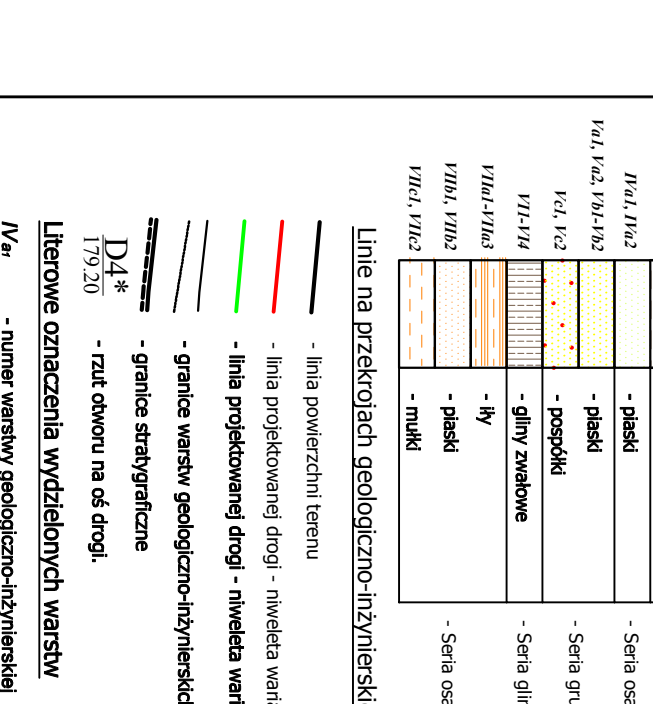 IVa1, IVa2 - piaski - Seria osa
Va1, Va2, Vb1-Vb2 - piaski
Vc1, Vc2 - pospółki - Seria gru
VI1-VI4 - gliny zwałowe - Seria glin
VIIa1-VIIa3 - iły
VIIb1, VIIb2 - piaski - Seria osa
VIIc1, VIIc2 - mułki
Linie na przekrojach geologiczno-inżynierski
- linia powierzchni terenu
- linia projektowanej drogi - niweleta waria
- linia projektowanej drogi - niweleta wari
- granice warstw geologiczno-inżynierskich
- granice stratygraficzne
D4*
179.20 - rzut otworu na oś drogi.
Literowe oznaczenia wydzielonych warstw
IVa1 - numer warstwy geologiczno-inżynierskiej